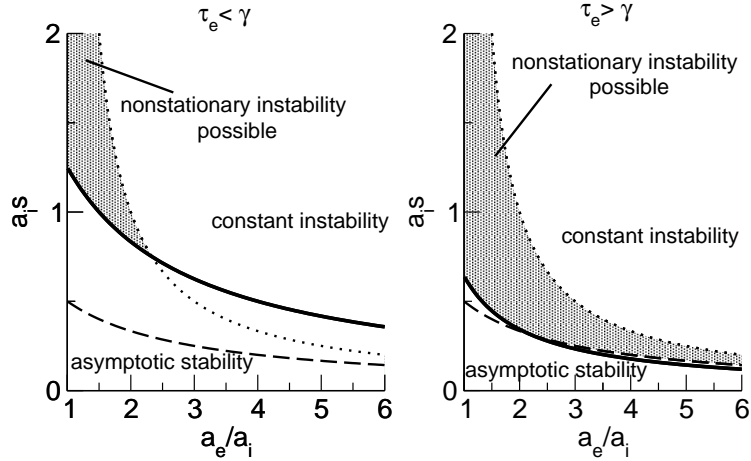 τe < γ
2
nonstationary instability
possible
ais
1
constant instability
asymptotic stability
0
1 2 3 4 5 6
ae/ai
τe > γ
2
nonstationary instability
possible
ais
1
constant instability
asymptotic stability
0
1 2 3 4 5 6
ae/ai